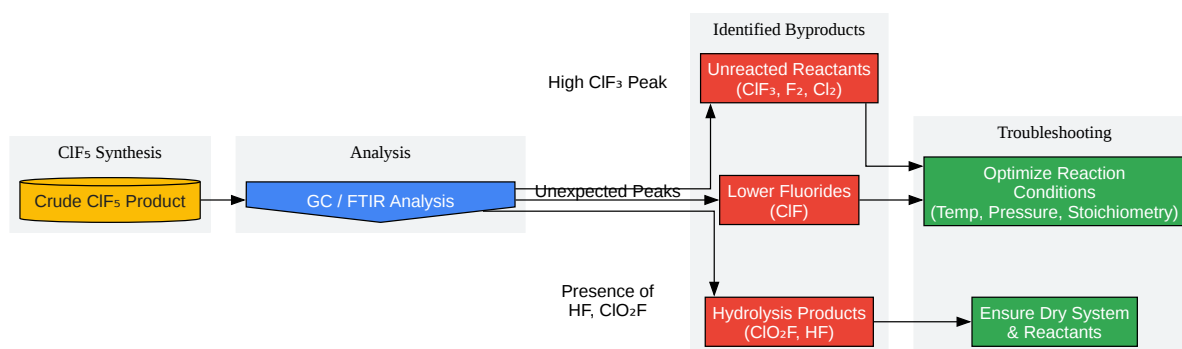 Identified Byproducts
High ClF₃ Peak
Unreacted Reactants
(ClF₃, F₂, Cl₂)
ClF₅ Synthesis
Analysis
Troubleshooting
Crude ClF₅ Product
GC / FTIR Analysis
Unexpected Peaks
Lower Fluorides
(ClF)
Optimize Reaction
Conditions
(Temp, Pressure, Stoichiometry)
Presence of
HF, ClO₂F
Hydrolysis Products
(ClO₂F, HF)
Ensure Dry System
& Reactants